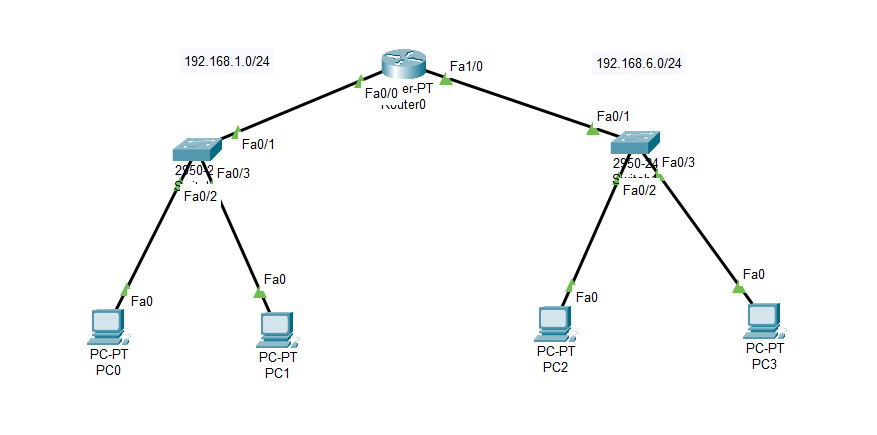 192.168.1.0/24
192.168.6.0/24
Fa1/0
Fa0/0
er-PT
Router0
Fa0/1
Fa0/1
2950-2
Fa0/3
Fa0/2
2950-24
Fa0/3
Fa0/2
Fa0
Fa0
Fa0
Fa0
PC-PT
PC0
PC-PT
PC1
PC-PT
PC2
PC-PT
PC3